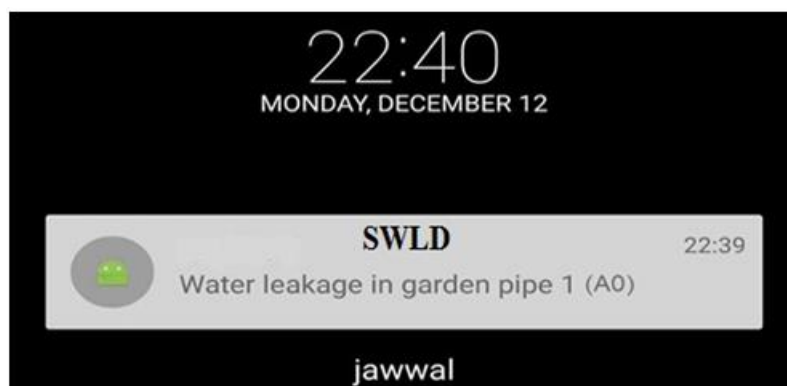 22:40
MONDAY, DECEMBER 12
SWLD 22:39
Water leakage in garden pipe 1 (A0)
jawwal